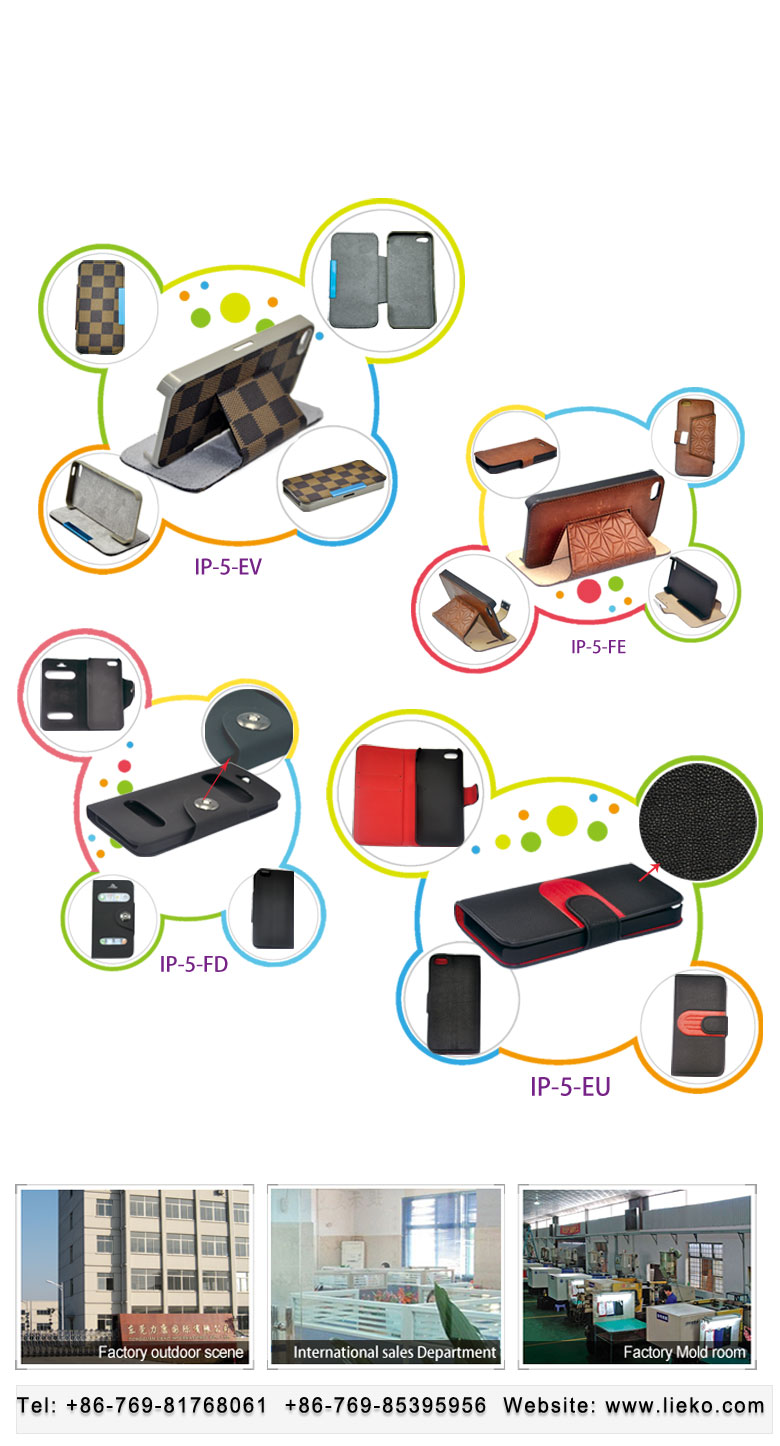 IP-5-EV
IP-5-FE
IP-5-FD
IP-5-EU
Factory outdoor scene
International sales Department
Factory Mold room
Tel: +86-769-81768061 +86-769-85395956 Website: www.lieko.com